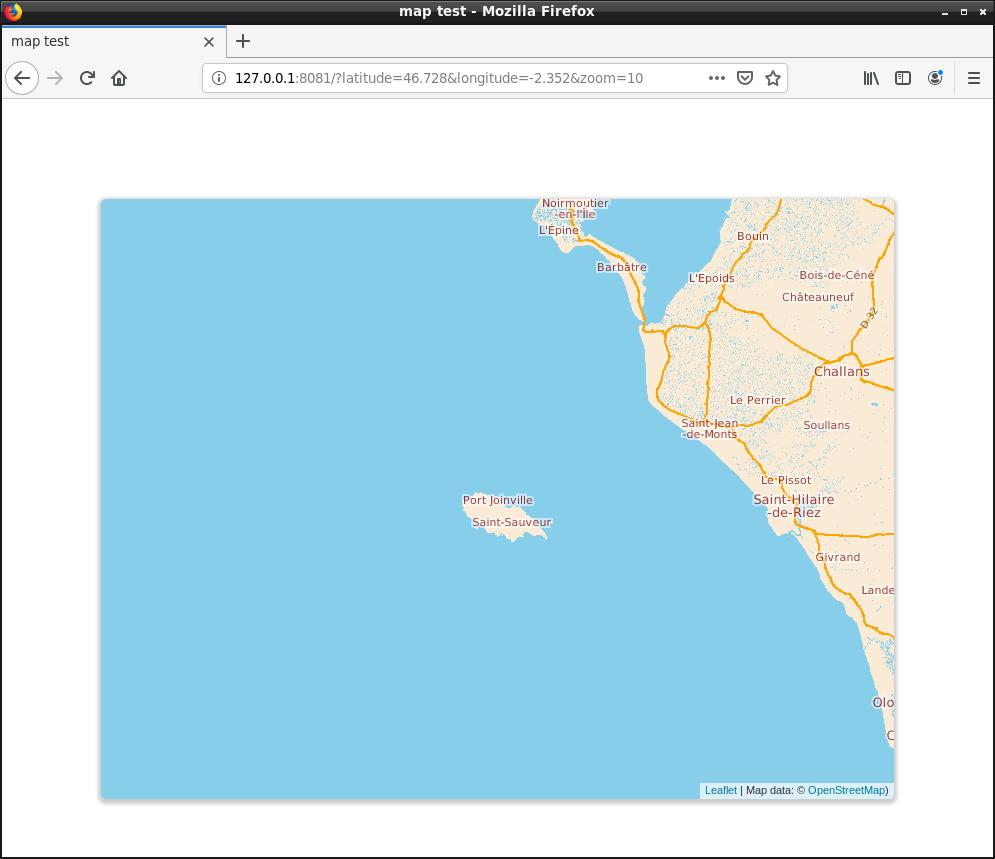 map test - Mozilla Firefox
map test
127.0.0.1:8081/?latitude=46.728&longitude=-2.352&zoom=10
Noirmoutier
-en-l'Île
L'Épine
Bouin
Barbâtre
L'Epoids
Bois-de-Céné
Châteauneuf
D 32
Challans
Le Perrier
Saint-Jean
-de-Monts
Soullans
Le Pissot
Port Joinville
Saint-Hilaire
-de-Riez
Saint-Sauveur
Givrand
Lande
Olo
C
Leaflet | Map data: © OpenStreetMap)